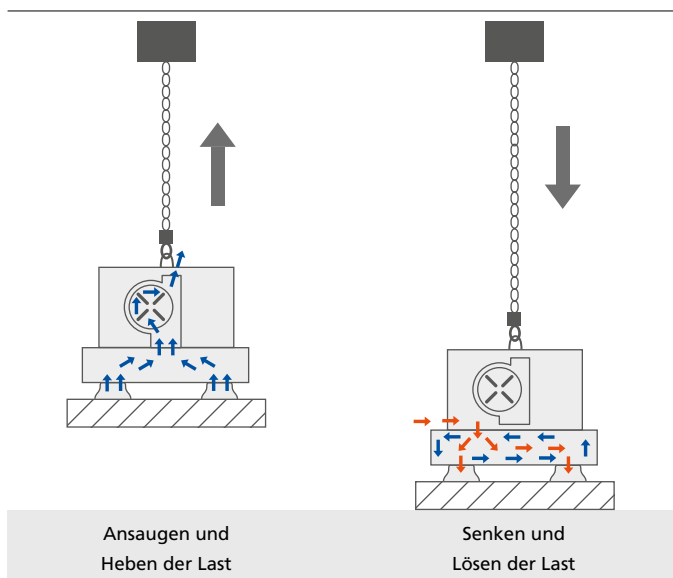 Ansaugen und
Heben der Last
Senken und
Lösen der Last